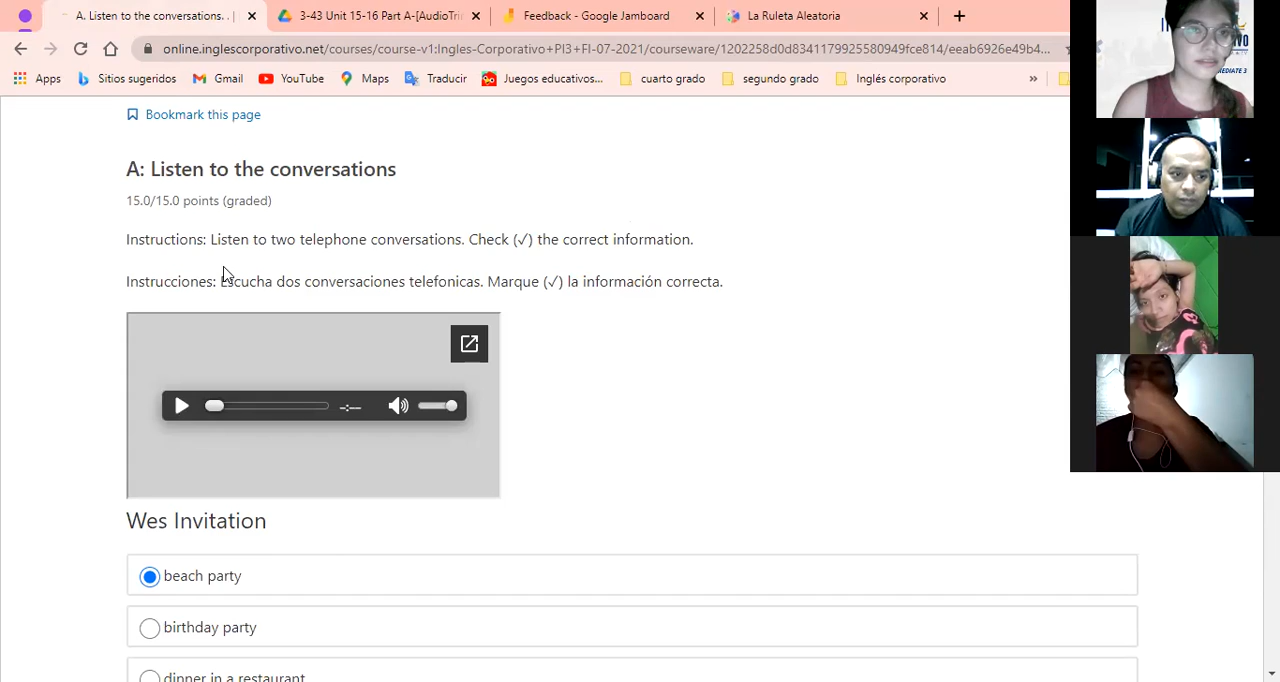 A. Listen to the conversations. . |
3-43 Unit 15-16 Part A-[AudioTri
Feedback - Google Jamboard
La Ruleta Aleatoria
online.inglescorporativo.net/courses/course-v1:Ingles-Corporativo+PI3+FI-07-2021/courseware/1202258d0d8341179925580949fce814/eeab6926e49b4...
Apps
Sitios sugeridos
Gmail
YouTube
Maps
Traducir
Juegos educativos...
cuarto grado
segundo grado
Inglés corporativo
»
Bookmark this page
A: Listen to the conversations
15.0/15.0 points (graded)
Instructions: Listen to two telephone conversations. Check (✓) the correct information.
Instrucciones: Escucha dos conversaciones telefonicas. Marque (✓) la información correcta.
-:--
Wes Invitation
beach party
birthday party
dinner in a restaurant